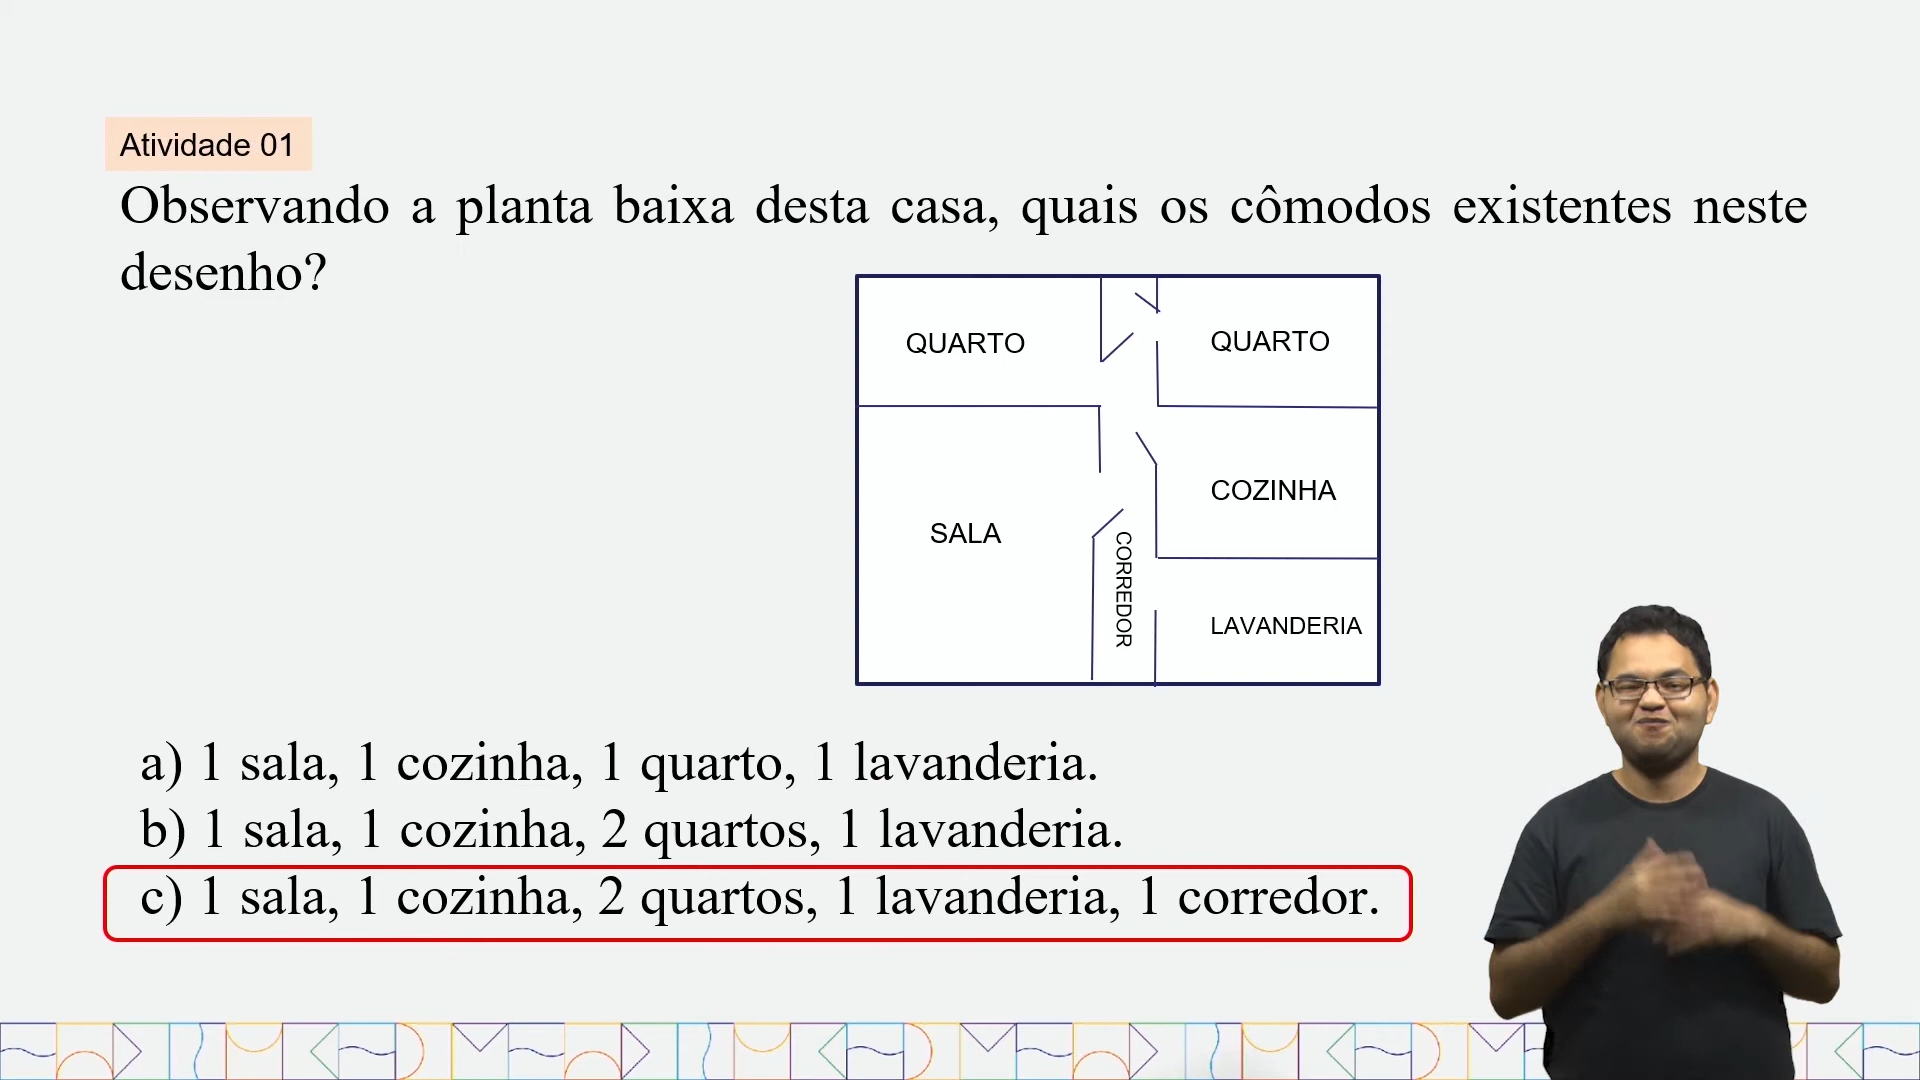 Atividade 01
Observando a planta baixa desta casa, quais os cômodos existentes neste
desenho?
QUARTO
QUARTO
COZINHA
SALA
CORREDOR
LAVANDERIA
a) 1 sala, 1 cozinha, 1 quarto, 1 lavanderia.
b) 1 sala, 1 cozinha, 2 quartos, 1 lavanderia.
c) 1 sala, 1 cozinha, 2 quartos, 1 lavanderia, 1 corredor.